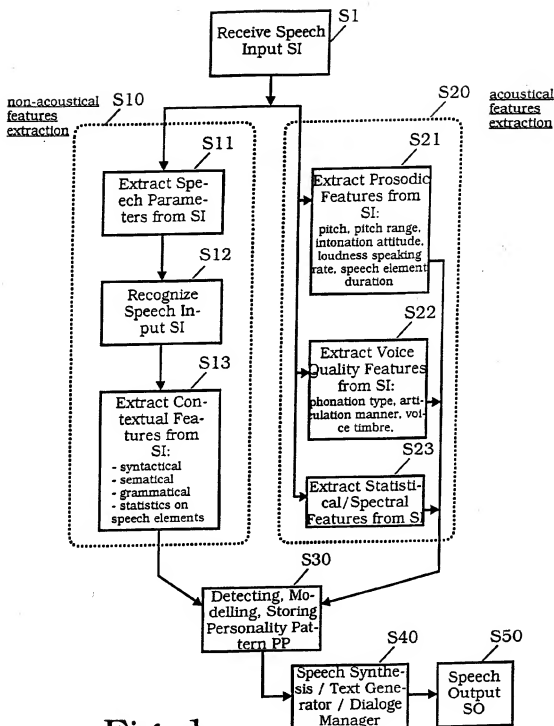 S1
Receive Speech
Input SI
non-acoustical
features
extraction
S10
S20
acoustical
features
extraction
S11
Extract Spe-
ech Parame-
ters from SI
S12
Recognize
Speech In-
put SI
S13
Extract Con-
textual Fea-
tures from
SI:
- syntactical
- sematical
- grammatical
- statistics on
speech elements
S21
Extract Prosodic
Features from
SI:
pitch, pitch range,
intonation attitude,
loudness speaking
rate, speech element
duration
S22
Extract Voice
Quality Features
from SI:
phonation type, arti-
culation manner, voi-
ce timbre,
S23
Extract Statisti-
cal/Spectral
Features from SI
S30
Detecting, Mo-
delling, Storing
Personality Pat-
tern PP
S40
Speech Synthe-
sis / Text Gene-
rator / Dialoge
Manager
S50
Speech
Output
SO